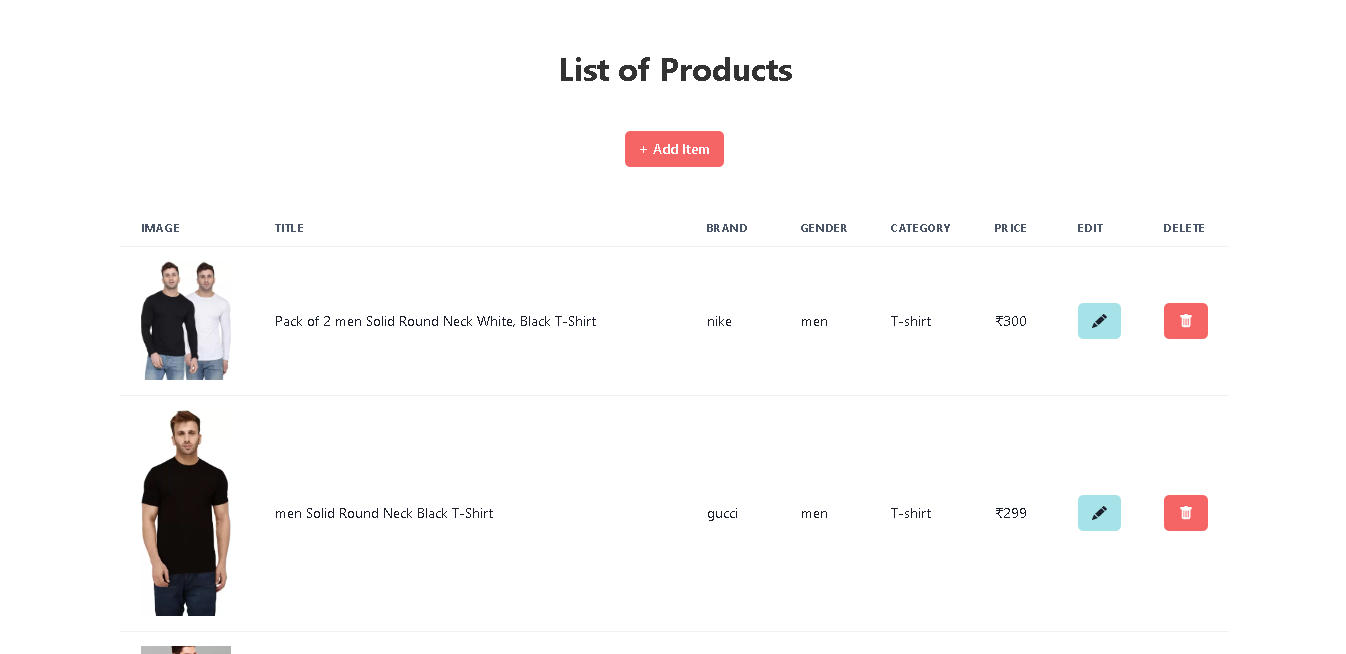 List of Products
+ Add Item
IMAGE TITLE BRAND GENDER CATEGORY PRICE EDIT DELETE
Pack of 2 men Solid Round Neck White, Black T-Shirt nike men T-shirt ₹300
men Solid Round Neck Black T-Shirt gucci men T-shirt ₹299